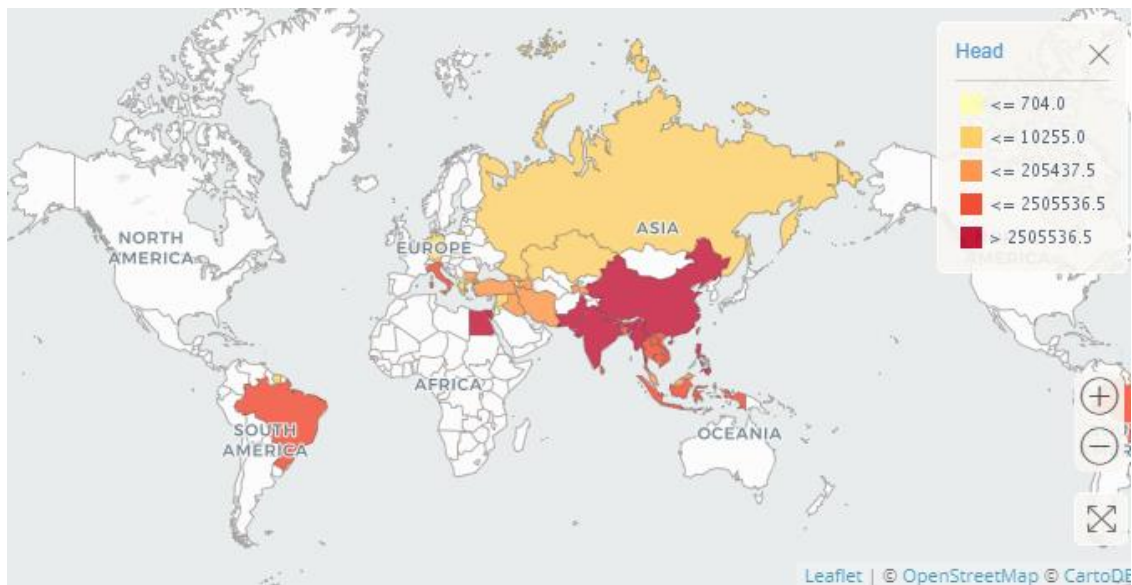 Head
<= 704.0
<= 10255.0
<= 205437.5
<= 2505536.5
> 2505536.5
ASIA
NORTH
AMERICA
EUROPE
AFRICA
SOUTH
AMERICA
OCEANIA
Leaflet | © OpenStreetMap © CartoDB